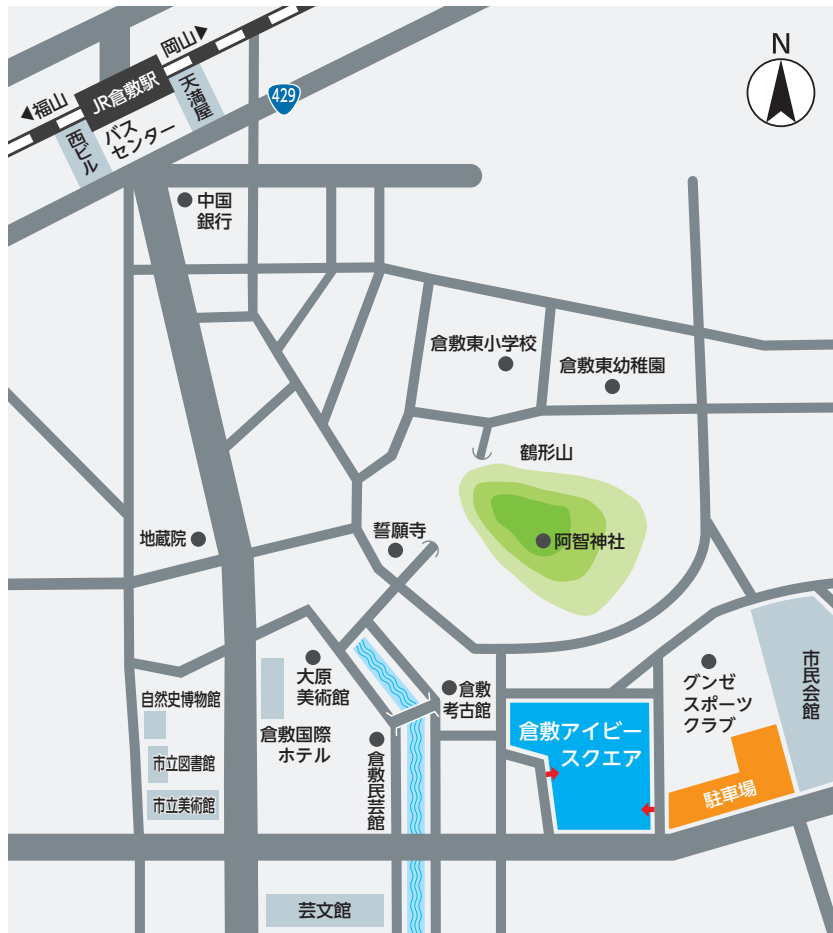 岡山▶
N
JR倉敷駅
天満屋
429
◀福山
西ビル
バス
センター
中国
銀行
倉敷東小学校
倉敷東幼稚園
鶴形山
誓願寺
地蔵院
阿智神社
大原
美術館
倉敷
考古館
グンゼ
スポーツ
クラブ
市民会館
自然史博物館
倉敷国際
ホテル
倉敷アイビー
スクエア
倉敷民芸館
市立図書館
駐車場
市立美術館
芸文館